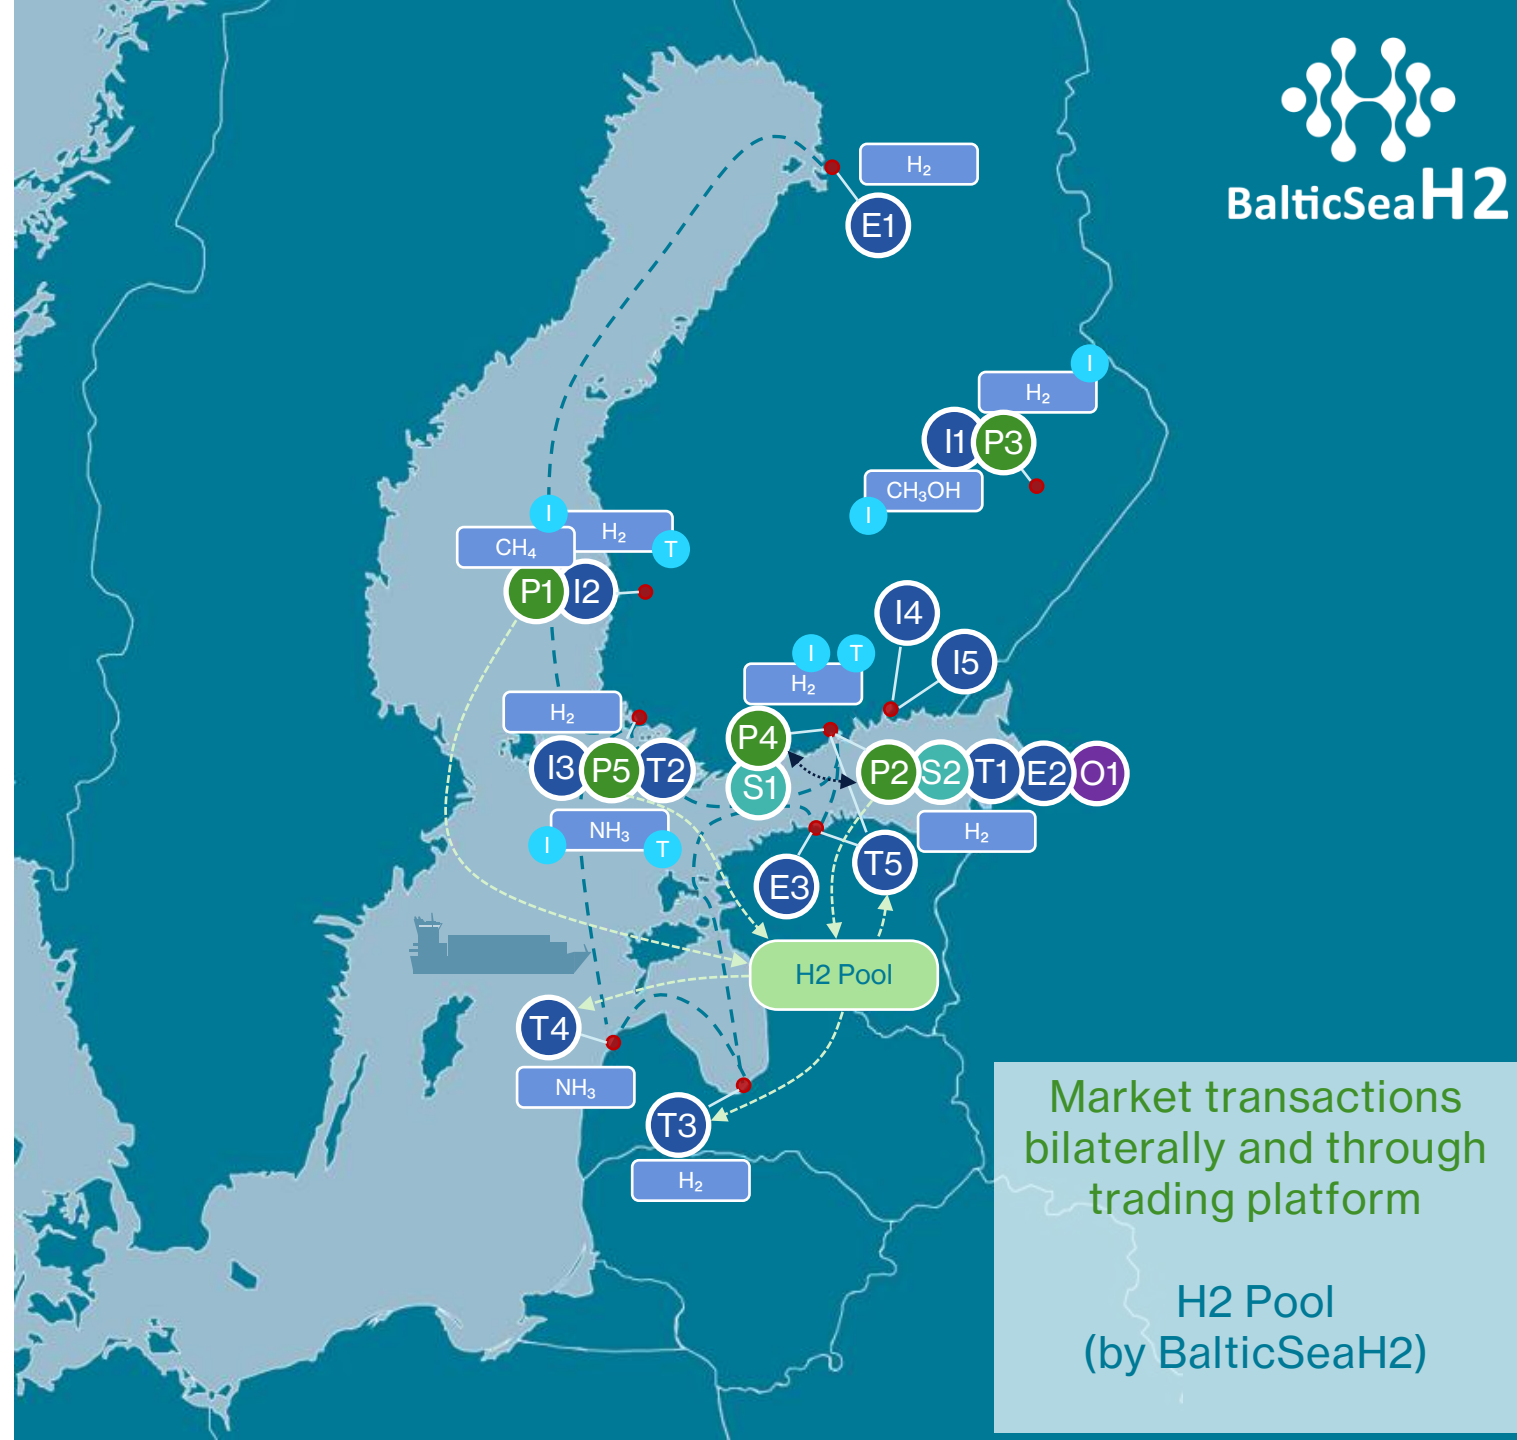 H₂
E1
BalticSeaH2
I
H₂
I1
P3
CH₃OH
I
I
H₂
CH₄
T
P1
I2
I4
I
T
I5
H₂
H₂
P4
I3
P5
T2
P2
S2
T1
E2
O1
S1
NH₃
H₂
I
T
T5
E3
H2 Pool
T4
NH₃
Market transactions
bilaterally and through
trading platform
T3
H₂
H2 Pool
(by BalticSeaH2)